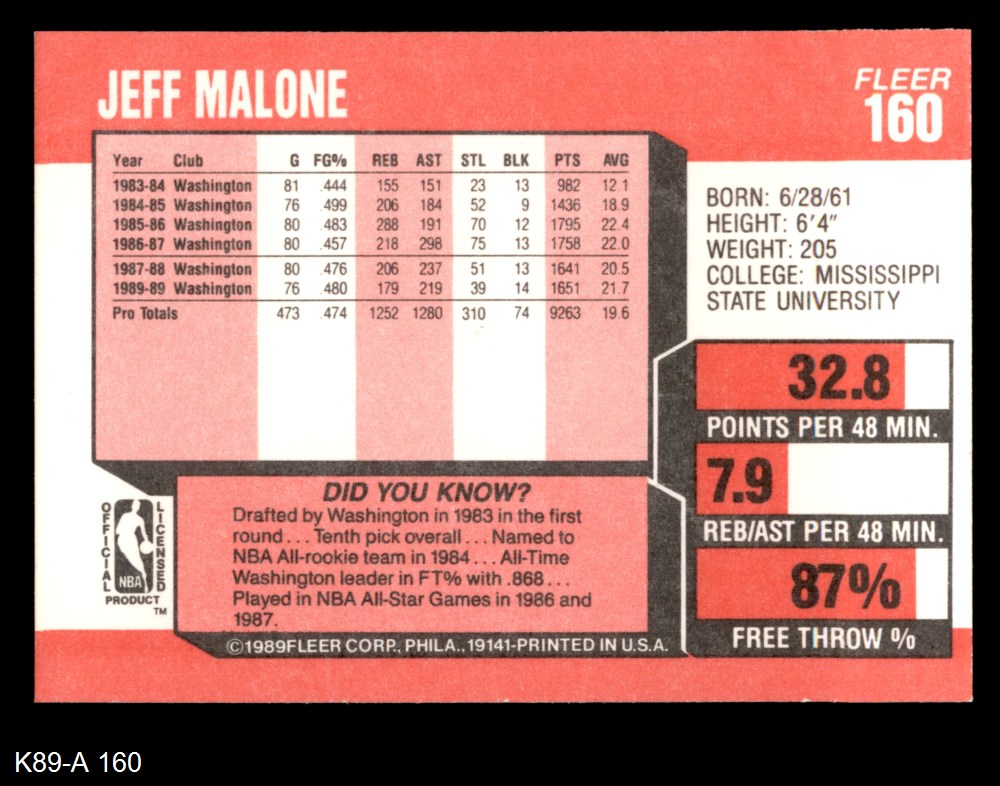 JEFF MALONE
FLEER
160
Year Club G FG% REB AST STL BLK PTS AVG
1983-84 Washington 81 .444 155 151 23 13 982 12.1
1984-85 Washington 76 .499 206 184 52 9 1436 18.9
1985-86 Washington 80 .483 288 191 70 12 1795 22.4
1986-87 Washington 80 .457 218 298 75 13 1758 22.0
1987-88 Washington 80 .476 206 237 51 13 1641 20.5
1989-89 Washington 76 .480 179 219 39 14 1651 21.7
Pro Totals 473 .474 1252 1280 310 74 9263 19.6
BORN: 6/28/61
HEIGHT: 6'4"
WEIGHT: 205
COLLEGE: MISSISSIPPI
STATE UNIVERSITY
32.8
POINTS PER 48 MIN.
7.9
REB/AST PER 48 MIN.
87%
FREE THROW %
DID YOU KNOW?
Drafted by Washington in 1983 in the first
round . . . Tenth pick overall . . . Named to
NBA All-rookie team in 1984 . . . All-Time
Washington leader in FT% with .868 . . .
Played in NBA All-Star Games in 1986 and
1987.
OFFICIAL
LICENSED
NBA
PRODUCT
TM
©1989FLEER CORP., PHILA., 19141-PRINTED IN U.S.A.
K89-A 160